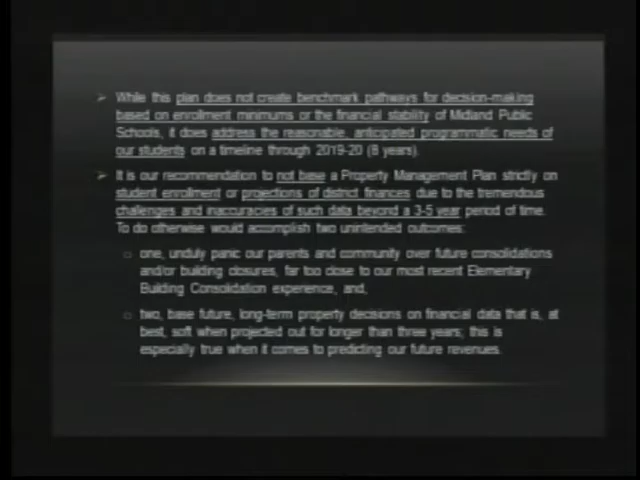 ➢ While this plan does not create benchmark pathways for decision-making
based on enrollment minimums or the financial stability of Midland Public
Schools, it does address the reasonable, anticipated programmatic needs of
our students on a timeline through 2019-20 (8 years).
➢ It is our recommendation to not base a Property Management Plan strictly on
student enrollment or projections of district finances due to the tremendous
challenges and inaccuracies of such data beyond a 3-5 year period of time.
To do otherwise would accomplish two unintended outcomes:
□ one, unduly panic our parents and community over future consolidations
and/or building closures, far too close to our most recent Elementary
Building Consolidation experience, and,
□ two, base future, long-term property decisions on financial data that is, at
best, soft when projected out for longer than three years; this is
especially true when it comes to predicting our future revenues.